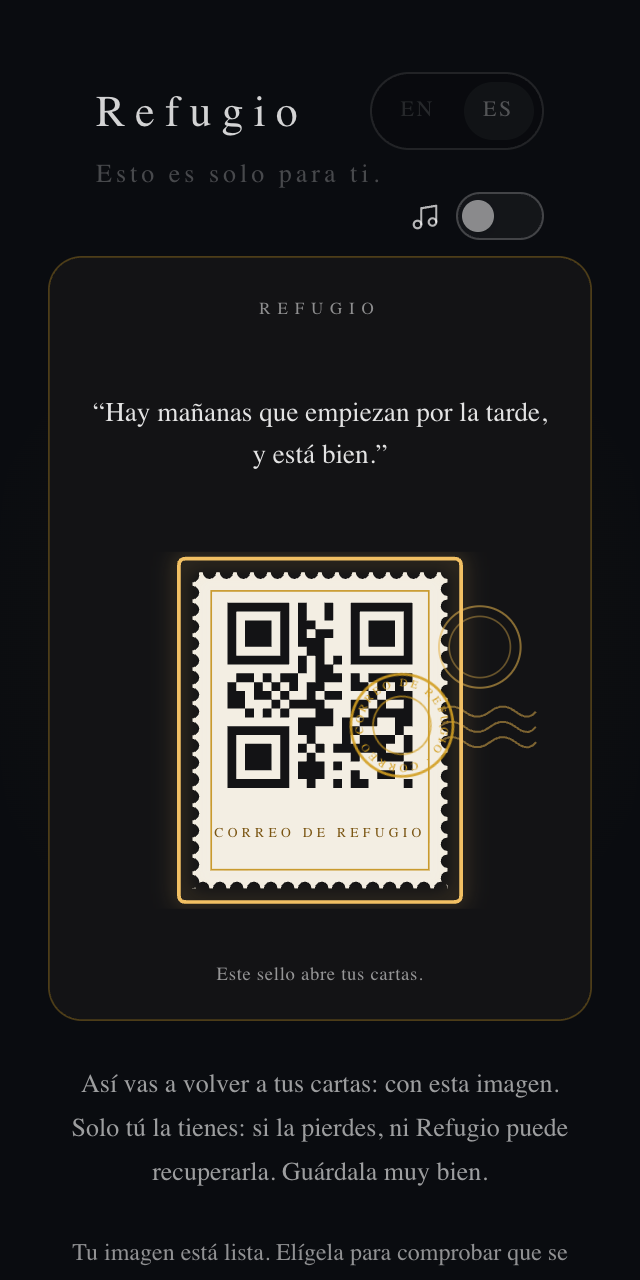 Refugio
EN ES
Esto es solo para ti.
REFUGIO
“Hay mañanas que empiezan por la tarde,
y está bien.”
CORREO DE REFUGIO
Este sello abre tus cartas.
Así vas a volver a tus cartas: con esta imagen.
Solo tú la tienes: si la pierdes, ni Refugio puede
recuperarla. Guárdala muy bien.
Tu imagen está lista. Elígela para comprobar que se